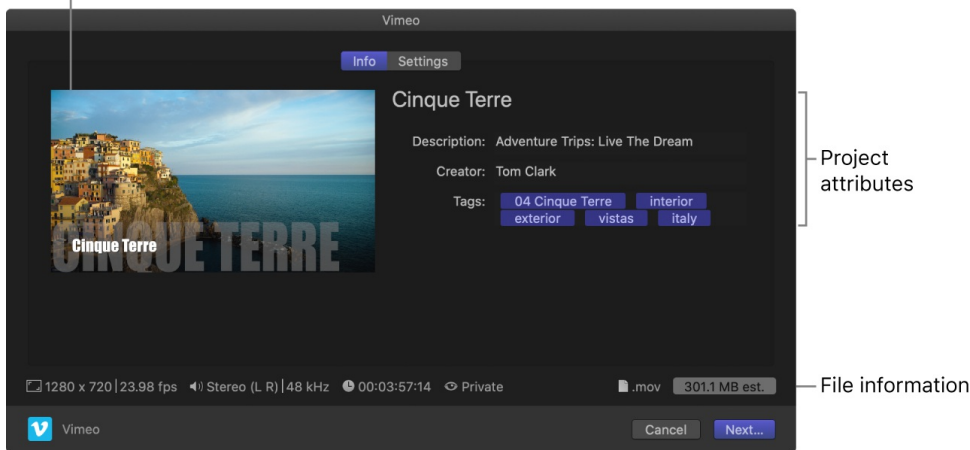 Vimeo
Info Settings
Cinque Terre
Description: Adventure Trips: Live The Dream
Creator: Tom Clark
Tags: 04 Cinque Terre interior
exterior vistas italy
CINQUE TERRE
Cinque Terre
Project
attributes
1280 x 720|23.98 fps Stereo (L R)|48 kHz 00:03:57:14 Private .mov 301.1 MB est.
File information
Vimeo Cancel Next...